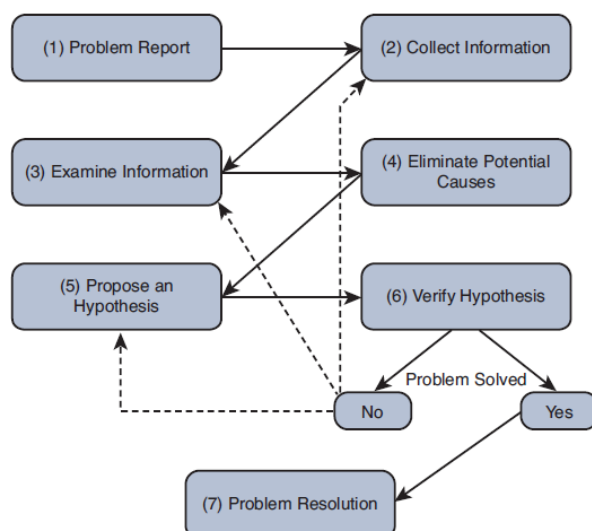 (1) Problem Report
(2) Collect Information
(3) Examine Information
(4) Eliminate Potential
Causes
(5) Propose an
Hypothesis
(6) Verify Hypothesis
Problem Solved
No
Yes
(7) Problem Resolution